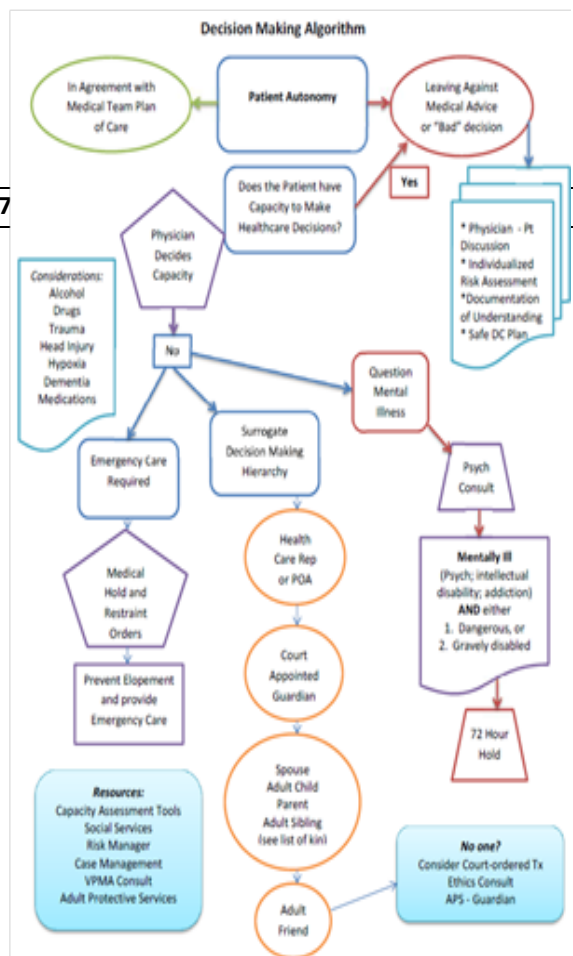 Decision Making Algorithm
In Agreement with
Medical Team Plan
of Care
Patient Autonomy
Leaving Against
Medical Advice
or "Bad" decision
7
Does the Patient have
Capacity to Make
Healthcare Decisions?
Yes
* Physician - Pt
Discussion
* Individualized
Risk Assessment
*Documentation
of Understanding
* Safe DC Plan
Physician
Decides
Capacity
Considerations:
Alcohol
Drugs
Trauma
Head Injury
Hypoxia
Dementia
Medications
No
Question
Mental
Illness
Emergency Care
Required
Surrogate
Decision Making
Hierarchy
Psych
Consult
Medical
Hold and
Restraint
Orders
Health
Care Rep
or POA
Mentally Ill
(Psych; intellectual
disability; addiction)
AND either
1. Dangerous, or
2. Gravely disabled
Prevent Elopement
and provide
Emergency Care
Court
Appointed
Guardian
72 Hour
Hold
Spouse
Adult Child
Parent
Adult Sibling
(see list of kin)
Resources:
Capacity Assessment Tools
Social Services
Risk Manager
Case Management
VPMA Consult
Adult Protective Services
Adult
Friend
No one?
Consider Court-ordered Tx
Ethics Consult
APS - Guardian